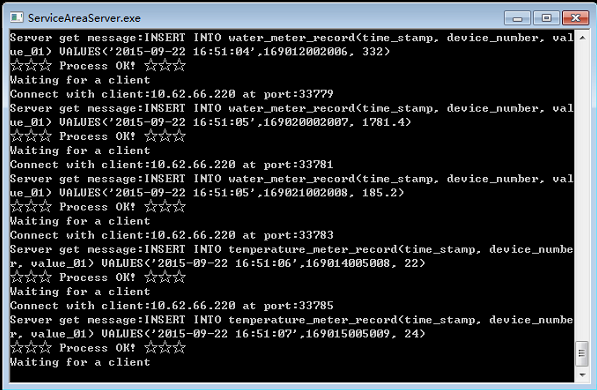 ServiceAreaServer.exe
Server get message:INSERT INTO water_meter_record(time_stamp, device_number, val
ue_01) VALUES('2015-09-22 16:51:04',169012002006, 332)
☆☆☆ Process OK! ☆☆☆
Waiting for a client
Connect with client:10.62.66.220 at port:33779
Server get message:INSERT INTO water_meter_record(time_stamp, device_number, val
ue_01) VALUES('2015-09-22 16:51:05',169020002007, 1781.4)
☆☆☆ Process OK! ☆☆☆
Waiting for a client
Connect with client:10.62.66.220 at port:33781
Server get message:INSERT INTO water_meter_record(time_stamp, device_number, val
ue_01) VALUES('2015-09-22 16:51:05',169021002008, 185.2)
☆☆☆ Process OK! ☆☆☆
Waiting for a client
Connect with client:10.62.66.220 at port:33783
Server get message:INSERT INTO temperature_meter_record(time_stamp, device_numbe
r, value_01) VALUES('2015-09-22 16:51:06',169014005008, 22)
☆☆☆ Process OK! ☆☆☆
Waiting for a client
Connect with client:10.62.66.220 at port:33785
Server get message:INSERT INTO temperature_meter_record(time_stamp, device_numbe
r, value_01) VALUES('2015-09-22 16:51:07',169015005009, 24)
☆☆☆ Process OK! ☆☆☆
Waiting for a client